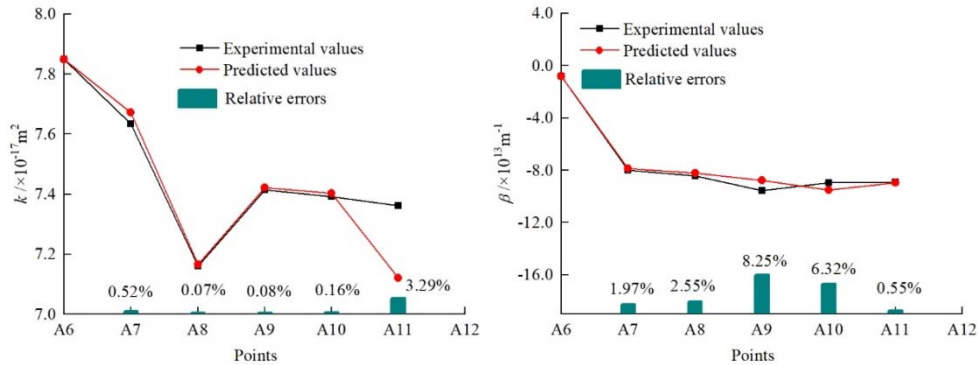 8.0
7.8
7.6
7.4
7.2
7.0
k /×10⁻¹⁷m²
Experimental values
Predicted values
Relative errors
0.52%
0.07%
0.08%
0.16%
3.29%
A6 A7 A8 A9 A10 A11 A12
Points
4.0
0.0
-4.0
-8.0
-12.0
-16.0
β /×10¹³m⁻¹
Experimental values
Predicted values
Relative errors
1.97%
2.55%
8.25%
6.32%
0.55%
A6 A7 A8 A9 A10 A11 A12
Points